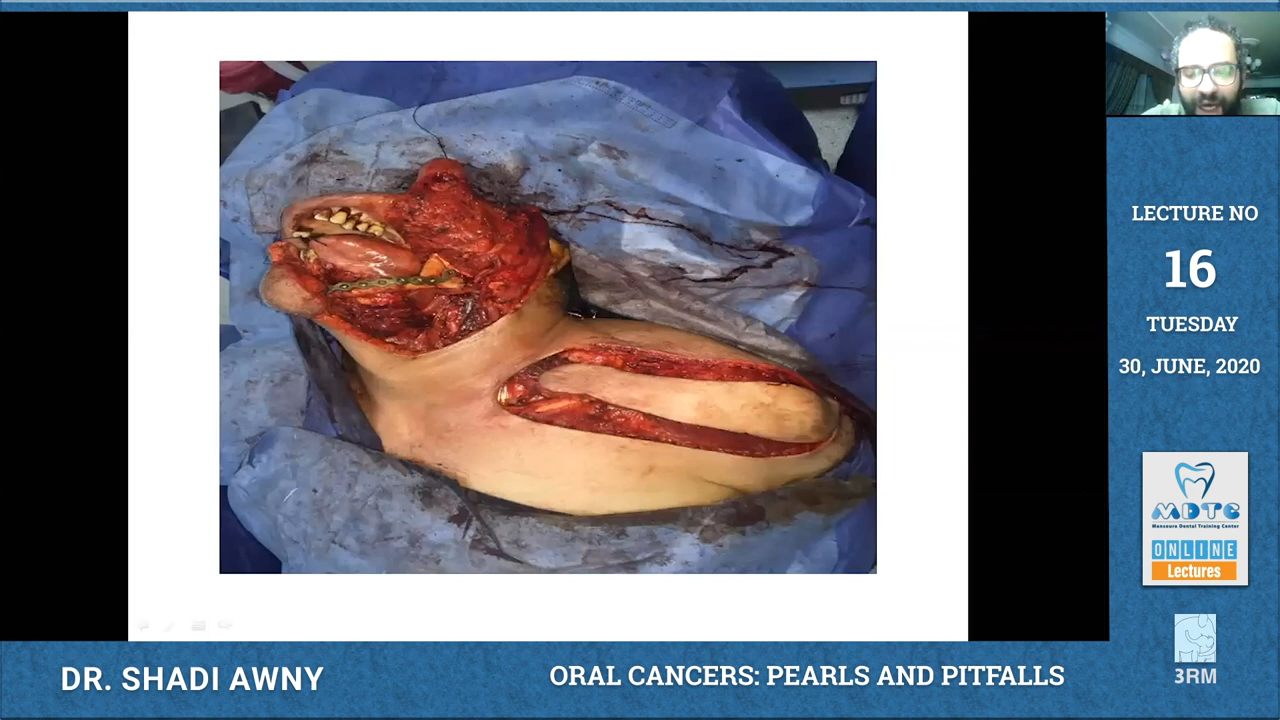 LECTURE NO
16
TUESDAY
30, JUNE, 2020
MDTC
Mansoura Dental Training Center
ONLINE
Lectures
3RM
DR. SHADI AWNY
ORAL CANCERS: PEARLS AND PITFALLS